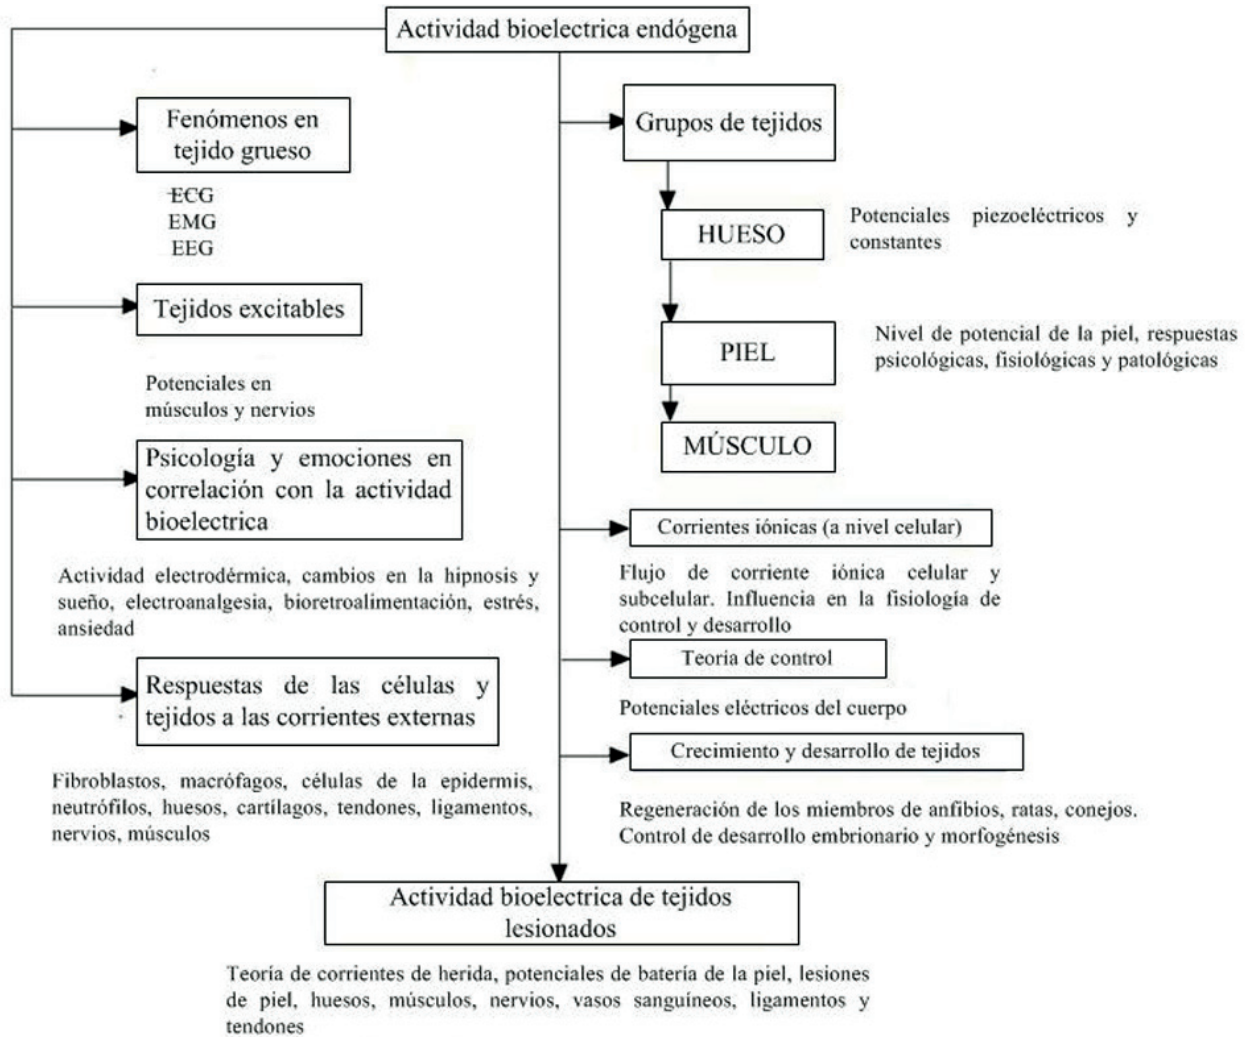 Actividad bioelectrica endógena
Fenómenos en
tejido grueso
ECG
EMG
EEG
Tejidos excitables
Potenciales en
músculos y nervios
Psicología y emociones en
correlación con la actividad
bioelectrica
Actividad electrodérmica, cambios en la hipnosis y
sueño, electroanalgesia, bioretroalimentación, estrés,
ansiedad
Respuestas de las células y
tejidos a las corrientes externas
Fibroblastos, macrófagos, células de la epidermis,
neutrófilos, huesos, cartílagos, tendones, ligamentos,
nervios, músculos
Grupos de tejidos
HUESO
Potenciales piezoeléctricos y
constantes
PIEL
Nivel de potencial de la piel, respuestas
psicológicas, fisiológicas y patológicas
MÚSCULO
Corrientes iónicas (a nivel celular)
Flujo de corriente iónica celular y
subcelular. Influencia en la fisiología de
control y desarrollo
Teoría de control
Potenciales eléctricos del cuerpo
Crecimiento y desarrollo de tejidos
Regeneración de los miembros de anfibios, ratas, conejos.
Control de desarrollo embrionario y morfogénesis
Actividad bioelectrica de tejidos
lesionados
Teoría de corrientes de herida, potenciales de batería de la piel, lesiones
de piel, huesos, músculos, nervios, vasos sanguíneos, ligamentos y
tendones